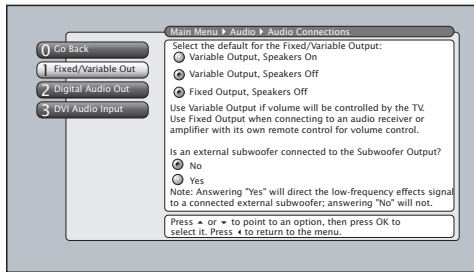 Main Menu ▶ Audio ▶ Audio Connections
0 Go Back
1 Fixed/Variable Out
2 Digital Audio Out
3 DVI Audio Input
Select the default for the Fixed/Variable Output:
Variable Output, Speakers On
Variable Output, Speakers Off
Fixed Output, Speakers Off
Use Variable Output if volume will be controlled by the TV.
Use Fixed Output when connecting to an audio receiver or
amplifier with its own remote control for volume control.
Is an external subwoofer connected to the Subwoofer Output?
No
Yes
Note: Answering "Yes" will direct the low-frequency effects signal
to a connected external subwoofer; answering "No" will not.
Press ▲ or ▼ to point to an option, then press OK to
select it. Press ◀ to return to the menu.